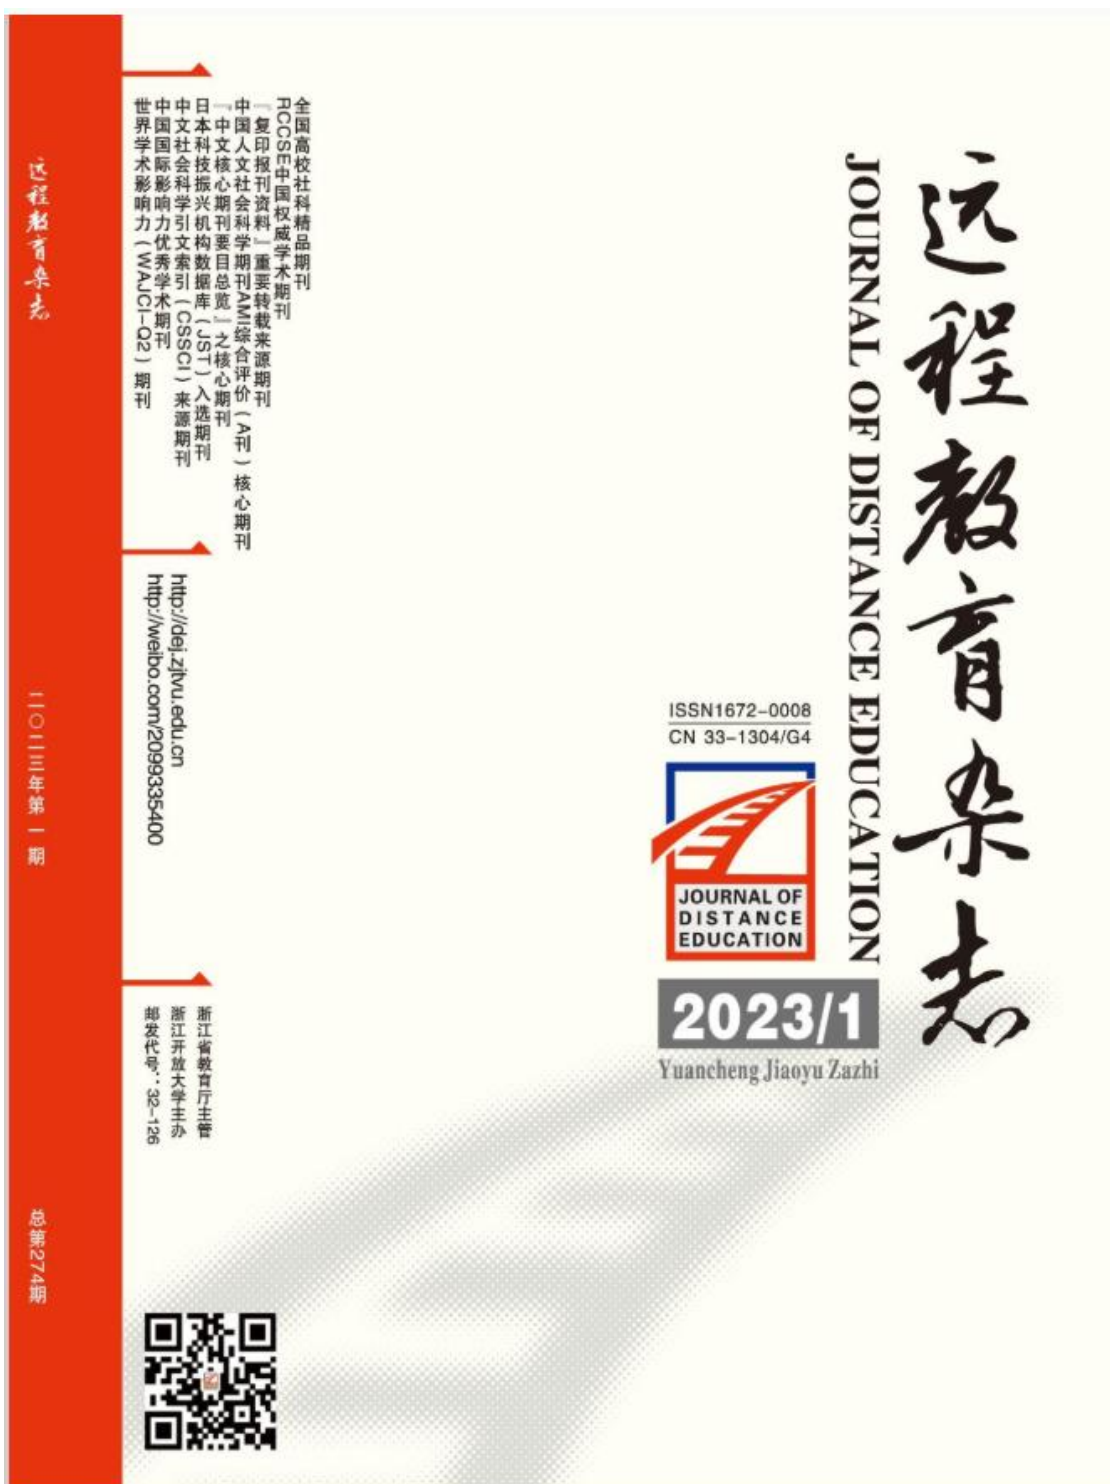 远程教育杂志
JOURNAL OF DISTANCE EDUCATION
ISSN1672-0008
CN 33-1304/G4
JOURNAL OF
DISTANCE
EDUCATION
2023/1
Yuancheng Jiaoyu Zazhi
全国高校社科精品期刊
RCCSE中国权威学术期刊
『复印报刊资料』重要转载来源期刊
中国人文社会科学期刊AMI综合评价(A刊)核心期刊
『中文核心期刊要目总览』之核心期刊
日本科技振兴机构数据库(JST)入选期刊
中文社会科学引文索引(CSSCI)来源期刊
中国国际影响力优秀学术期刊
世界学术影响力(WAJCI-Q2)期刊
http://dej.zjtvu.edu.cn
http://weibo.com/2099335400
浙江省教育厅主管
浙江开放大学主办
邮发代号:32-126
远程教育杂志
二〇二三年第一期
总第274期